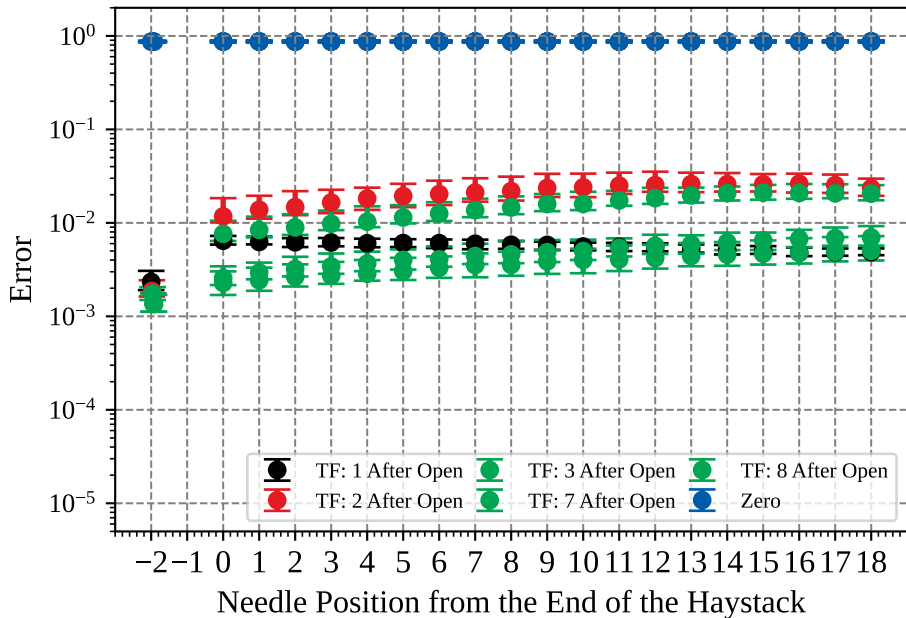 10^0
10^−1
10^−2
10^−3
10^−4
10^−5
Error
TF: 1 After Open
TF: 2 After Open
TF: 3 After Open
TF: 7 After Open
TF: 8 After Open
Zero
−2 −1 0 1 2 3 4 5 6 7 8 9 10 11 12 13 14 15 16 17 18
Needle Position from the End of the Haystack